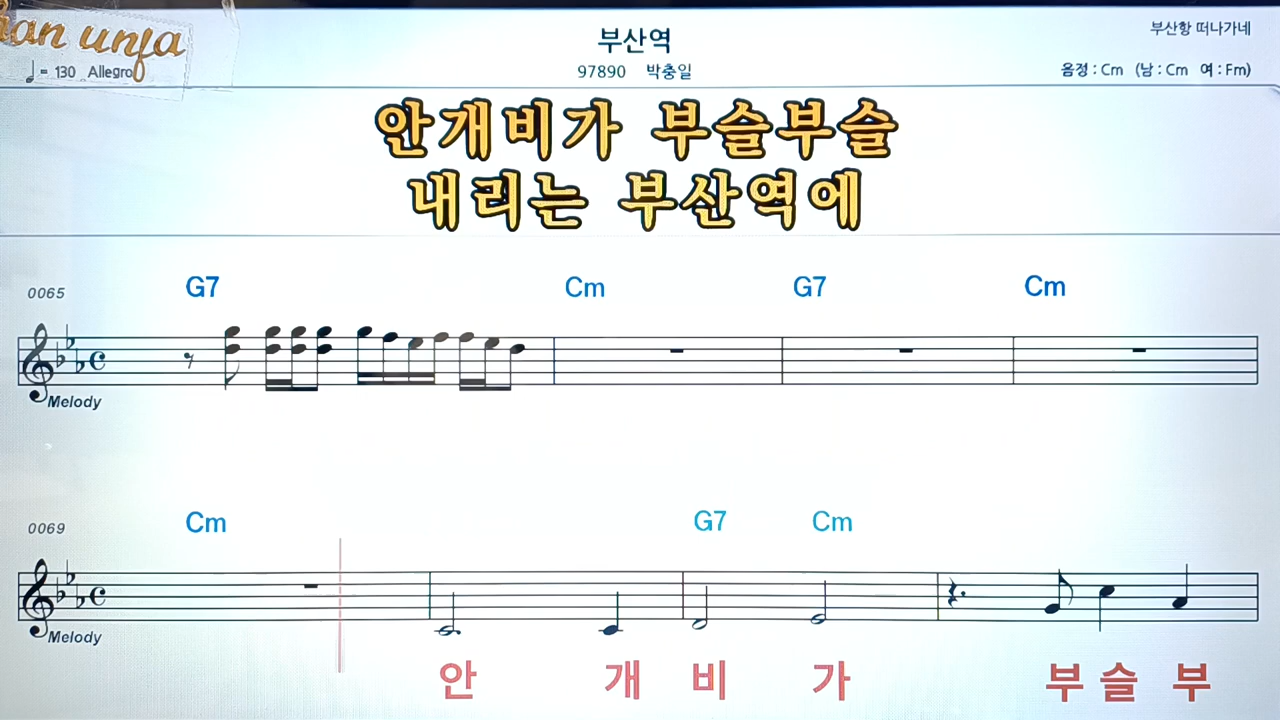 부산역
부산항 떠나가네
= 130 Allegro
97890 박충일
음정 : Cm (남 : Cm 여 : Fm)
안개비가 부슬부슬
내리는 부산역에
0065 G7 Cm G7 Cm
Melody
0069 Cm G7 Cm
Melody
안 개 비 가 부 슬 부